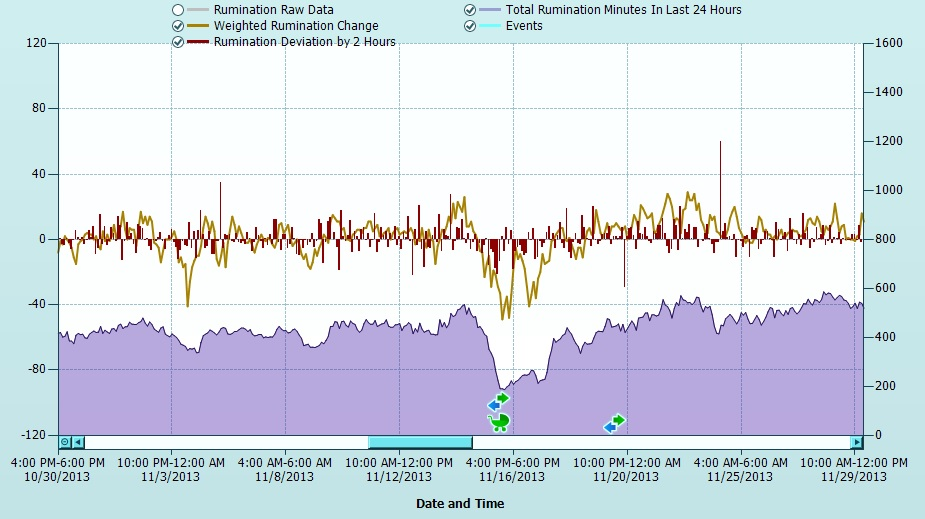 Rumination Raw Data
Total Rumination Minutes In Last 24 Hours
Weighted Rumination Change
Events
Rumination Deviation by 2 Hours
120 1600
1400
80
1200
40 1000
0 800
-40 600
400
-80
200
-120 0
4:00 PM-6:00 PM 10:00 PM-12:00 AM 4:00 AM-6:00 AM 10:00 AM-12:00 PM 4:00 PM-6:00 PM 10:00 PM-12:00 AM 4:00 AM-6:00 AM 10:00 AM-12:00 PM
10/30/2013 11/3/2013 11/8/2013 11/12/2013 11/16/2013 11/20/2013 11/25/2013 11/29/2013
Date and Time